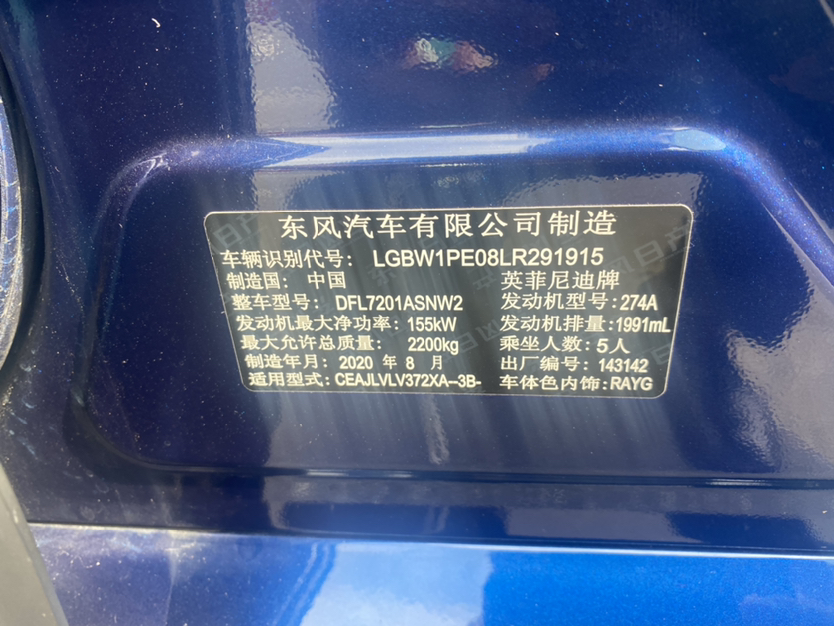 东风汽车有限公司制造
车辆识别代号: LGBW1PE08LR291915
制造国: 中国 英菲尼迪牌
整车型号: DFL7201ASNW2 发动机型号:274A
发动机最大净功率: 155kW 发动机排量:1991mL
最大允许总质量: 2200kg 乘坐人数: 5人
制造年月: 2020 年 8 月 出厂编号: 143142
适用型式: CEAJLVLV372XA--3B- 车体色内饰: RAYG